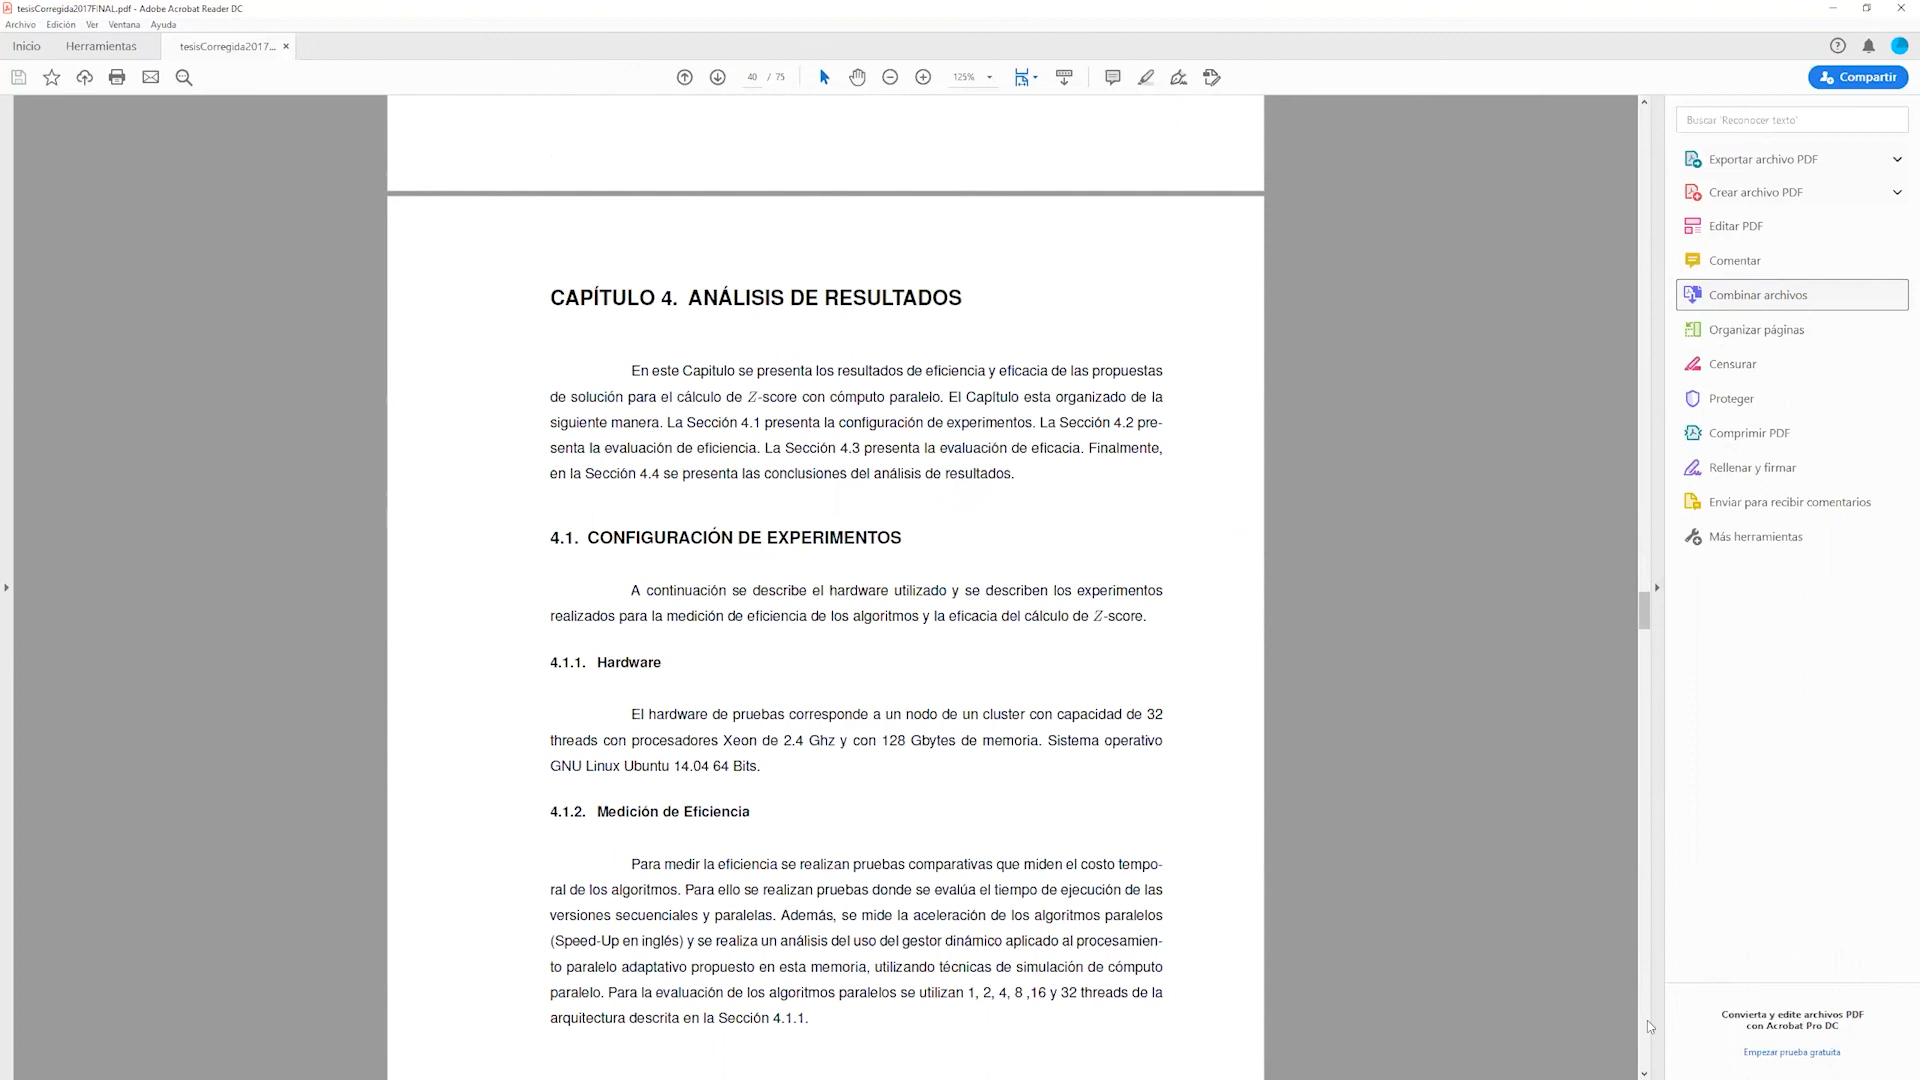 tesisCorregida2017FINAL.pdf - Adobe Acrobat Reader DC
Archivo Edición Ver Ventana Ayuda
Inicio Herramientas tesisCorregida2017... ×
40 / 75 125% Compartir
Buscar 'Reconocer texto'
Exportar archivo PDF
Crear archivo PDF
Editar PDF
Comentar
Combinar archivos
Organizar páginas
Censurar
Proteger
Comprimir PDF
Rellenar y firmar
Enviar para recibir comentarios
Más herramientas
Convierta y edite archivos PDF
con Acrobat Pro DC
Empezar prueba gratuita
CAPÍTULO 4. ANÁLISIS DE RESULTADOS
En este Capitulo se presenta los resultados de eficiencia y eficacia de las propuestas
de solución para el cálculo de Z-score con cómputo paralelo. El Capítulo esta organizado de la
siguiente manera. La Sección 4.1 presenta la configuración de experimentos. La Sección 4.2 pre-
senta la evaluación de eficiencia. La Sección 4.3 presenta la evaluación de eficacia. Finalmente,
en la Sección 4.4 se presenta las conclusiones del análisis de resultados.
4.1. CONFIGURACIÓN DE EXPERIMENTOS
A continuación se describe el hardware utilizado y se describen los experimentos
realizados para la medición de eficiencia de los algoritmos y la eficacia del cálculo de Z-score.
4.1.1. Hardware
El hardware de pruebas corresponde a un nodo de un cluster con capacidad de 32
threads con procesadores Xeon de 2.4 Ghz y con 128 Gbytes de memoria. Sistema operativo
GNU Linux Ubuntu 14.04 64 Bits.
4.1.2. Medición de Eficiencia
Para medir la eficiencia se realizan pruebas comparativas que miden el costo tempo-
ral de los algoritmos. Para ello se realizan pruebas donde se evalúa el tiempo de ejecución de las
versiones secuenciales y paralelas. Además, se mide la aceleración de los algoritmos paralelos
(Speed-Up en inglés) y se realiza un análisis del uso del gestor dinámico aplicado al procesamien-
to paralelo adaptativo propuesto en esta memoria, utilizando técnicas de simulación de cómputo
paralelo. Para la evaluación de los algoritmos paralelos se utilizan 1, 2, 4, 8 ,16 y 32 threads de la
arquitectura descrita en la Sección 4.1.1.